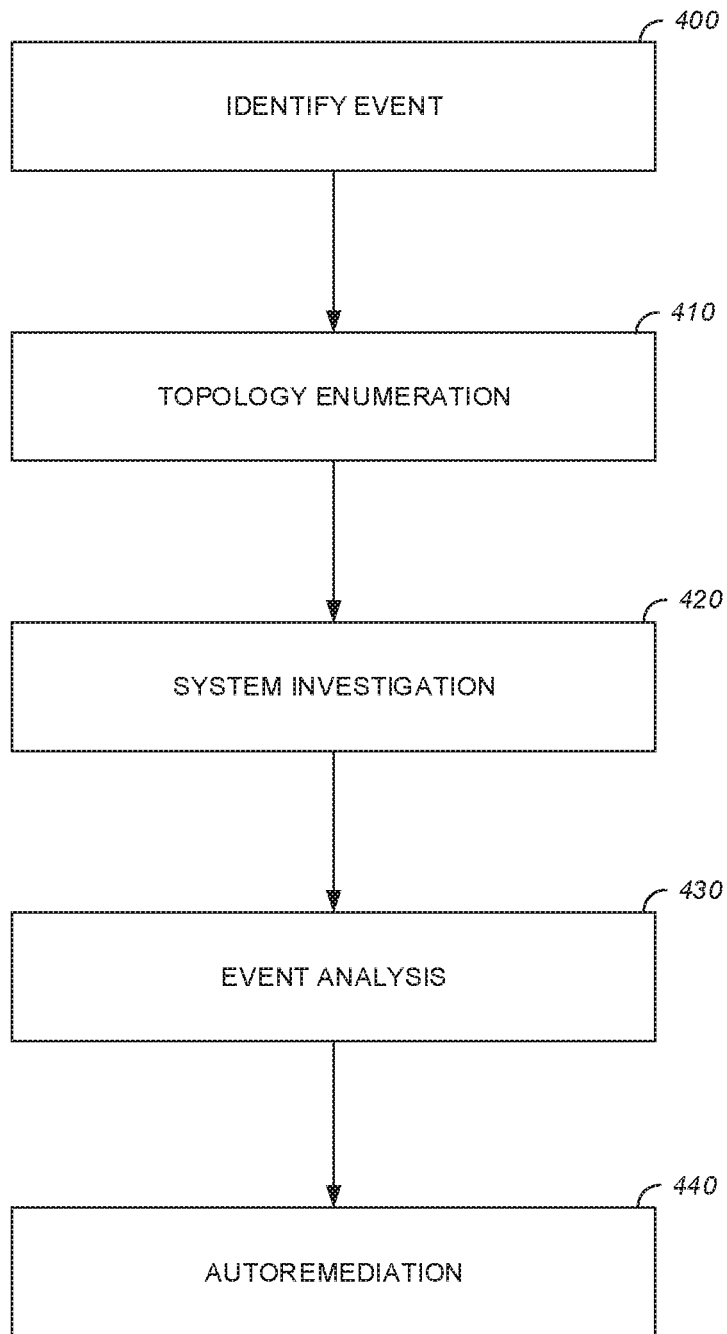 400
IDENTIFY EVENT
410
TOPOLOGY ENUMERATION
420
SYSTEM INVESTIGATION
430
EVENT ANALYSIS
440
AUTOREMEDIATION